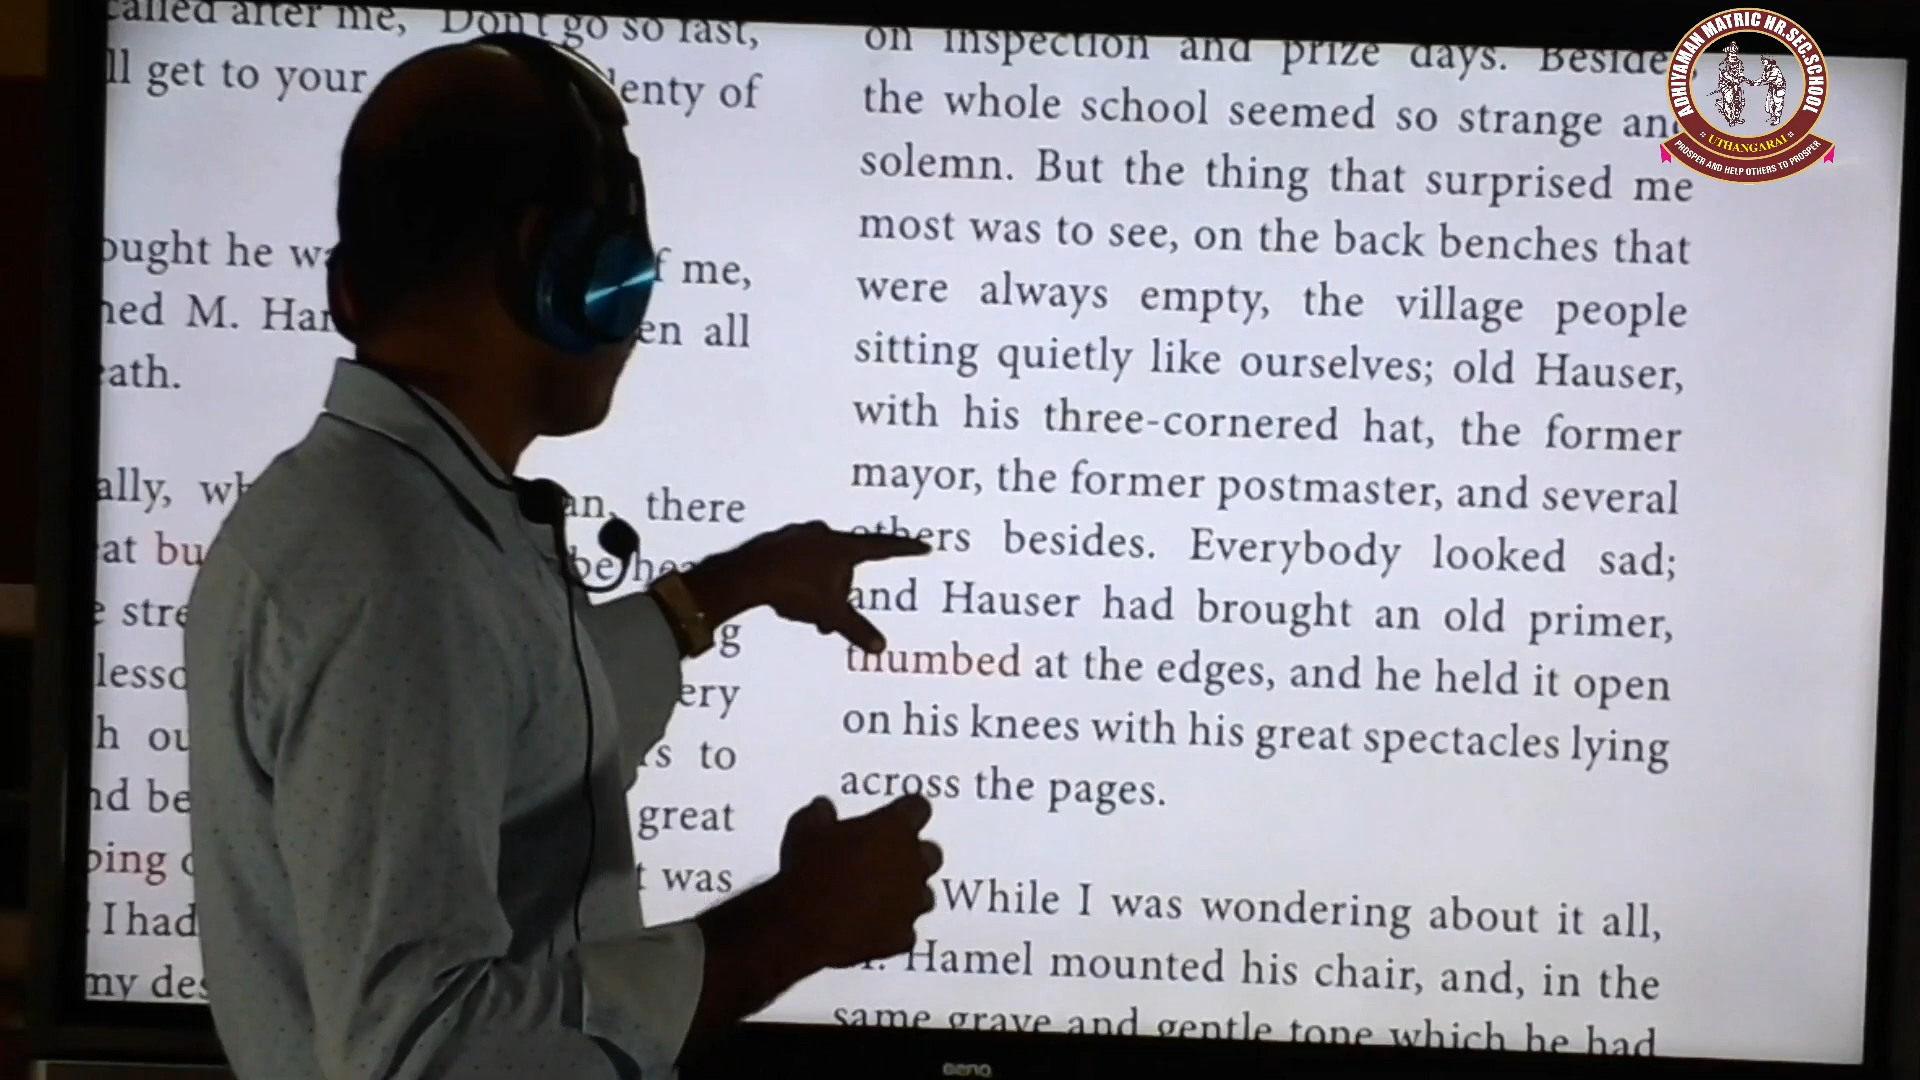 called after me, Don't go so fast,
ll get to your lenty of
ought he f me,
ned M. en all
ath.
ally, there
at
be
g
lesso ery
h ou s to
nd be great
ping was
I had
my des
on inspection and prize days. Beside
the whole school seemed so strange and
solemn. But the thing that surprised me
most was to see, on the back benches that
were always empty, the village people
sitting quietly like ourselves; old Hauser,
with his three-cornered hat, the former
mayor, the former postmaster, and several
others besides. Everybody looked sad;
and Hauser had brought an old primer,
thumbed at the edges, and he held it open
on his knees with his great spectacles lying
across the pages.
While I was wondering about it all,
Hamel mounted his chair, and, in the
same grave and gentle tone which he had
BenQ
ADHIYAMAN MATRIC HR.SEC.SCHOOL
:: UTHANGARAI ::
PROSPER AND HELP OTHERS TO PROSPER